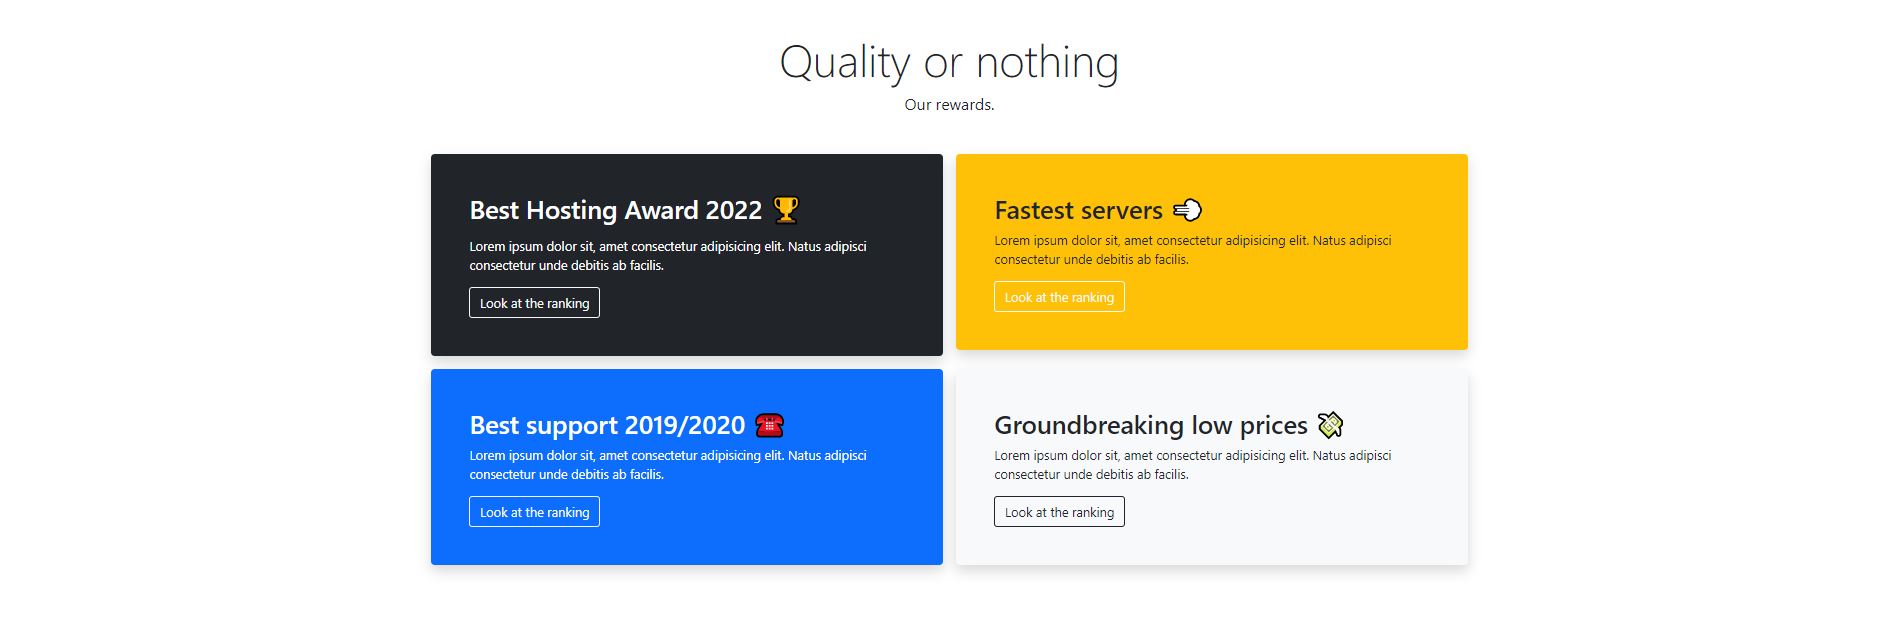 Quality or nothing
Our rewards.
Best Hosting Award 2022 🏆
Lorem ipsum dolor sit, amet consectetur adipisicing elit. Natus adipisci
consectetur unde debitis ab facilis.
Look at the ranking
Fastest servers 💨
Lorem ipsum dolor sit, amet consectetur adipisicing elit. Natus adipisci
consectetur unde debitis ab facilis.
Look at the ranking
Best support 2019/2020 ☎️
Lorem ipsum dolor sit, amet consectetur adipisicing elit. Natus adipisci
consectetur unde debitis ab facilis.
Look at the ranking
Groundbreaking low prices 💸
Lorem ipsum dolor sit, amet consectetur adipisicing elit. Natus adipisci
consectetur unde debitis ab facilis.
Look at the ranking